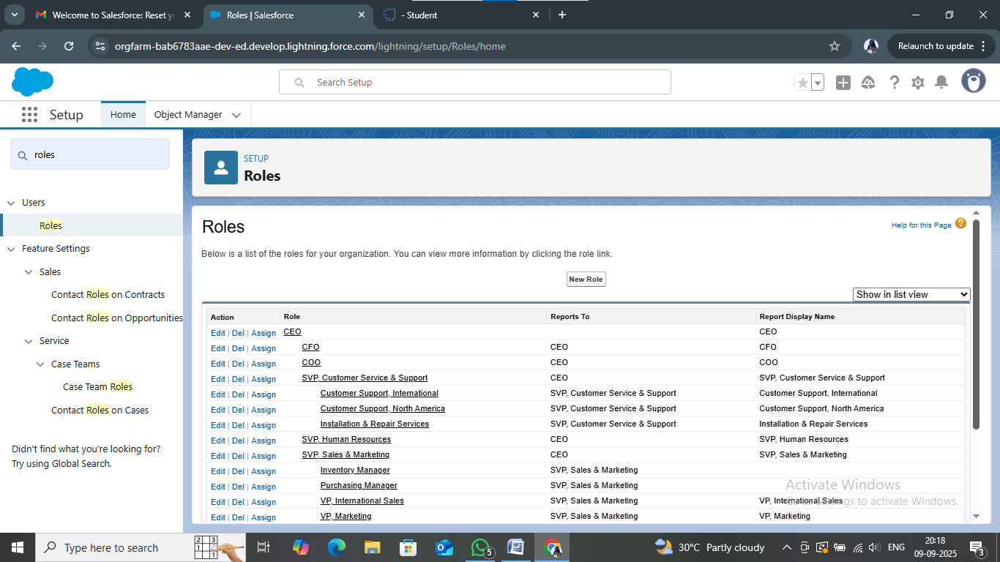 Welcome to Salesforce: Reset y
Roles | Salesforce
- Student
orgfarm-bab6783aae-dev-ed.develop.lightning.force.com/lightning/setup/Roles/home
Relaunch to update
Search Setup
Setup
Home
Object Manager
roles
Users
Roles
Feature Settings
Sales
Contact Roles on Contracts
Contact Roles on Opportunities
Service
Case Teams
Case Team Roles
Contact Roles on Cases
Didn't find what you're looking for?
Try using Global Search.
SETUP
Roles
Roles
Help for this Page ?
Below is a list of the roles for your organization. You can view more information by clicking the role link.
New Role
Show in list view
Action Role Reports To Report Display Name
Edit | Del | Assign CEO CEO
Edit | Del | Assign CFO CEO CFO
Edit | Del | Assign COO CEO COO
Edit | Del | Assign SVP, Customer Service & Support CEO SVP, Customer Service & Support
Edit | Del | Assign Customer Support, International SVP, Customer Service & Support Customer Support, International
Edit | Del | Assign Customer Support, North America SVP, Customer Service & Support Customer Support, North America
Edit | Del | Assign Installation & Repair Services SVP, Customer Service & Support Installation & Repair Services
Edit | Del | Assign SVP, Human Resources CEO SVP, Human Resources
Edit | Del | Assign SVP, Sales & Marketing CEO SVP, Sales & Marketing
Edit | Del | Assign Inventory Manager SVP, Sales & Marketing
Edit | Del | Assign Purchasing Manager SVP, Sales & Marketing
Edit | Del | Assign VP, International Sales SVP, Sales & Marketing VP, International Sales
Edit | Del | Assign VP, Marketing SVP, Sales & Marketing VP, Marketing
Activate Windows
Go to Settings to activate Windows.
Type here to search
2 3
1 2
1
5
30°C Partly cloudy
ENG
20:18
09-09-2025
3